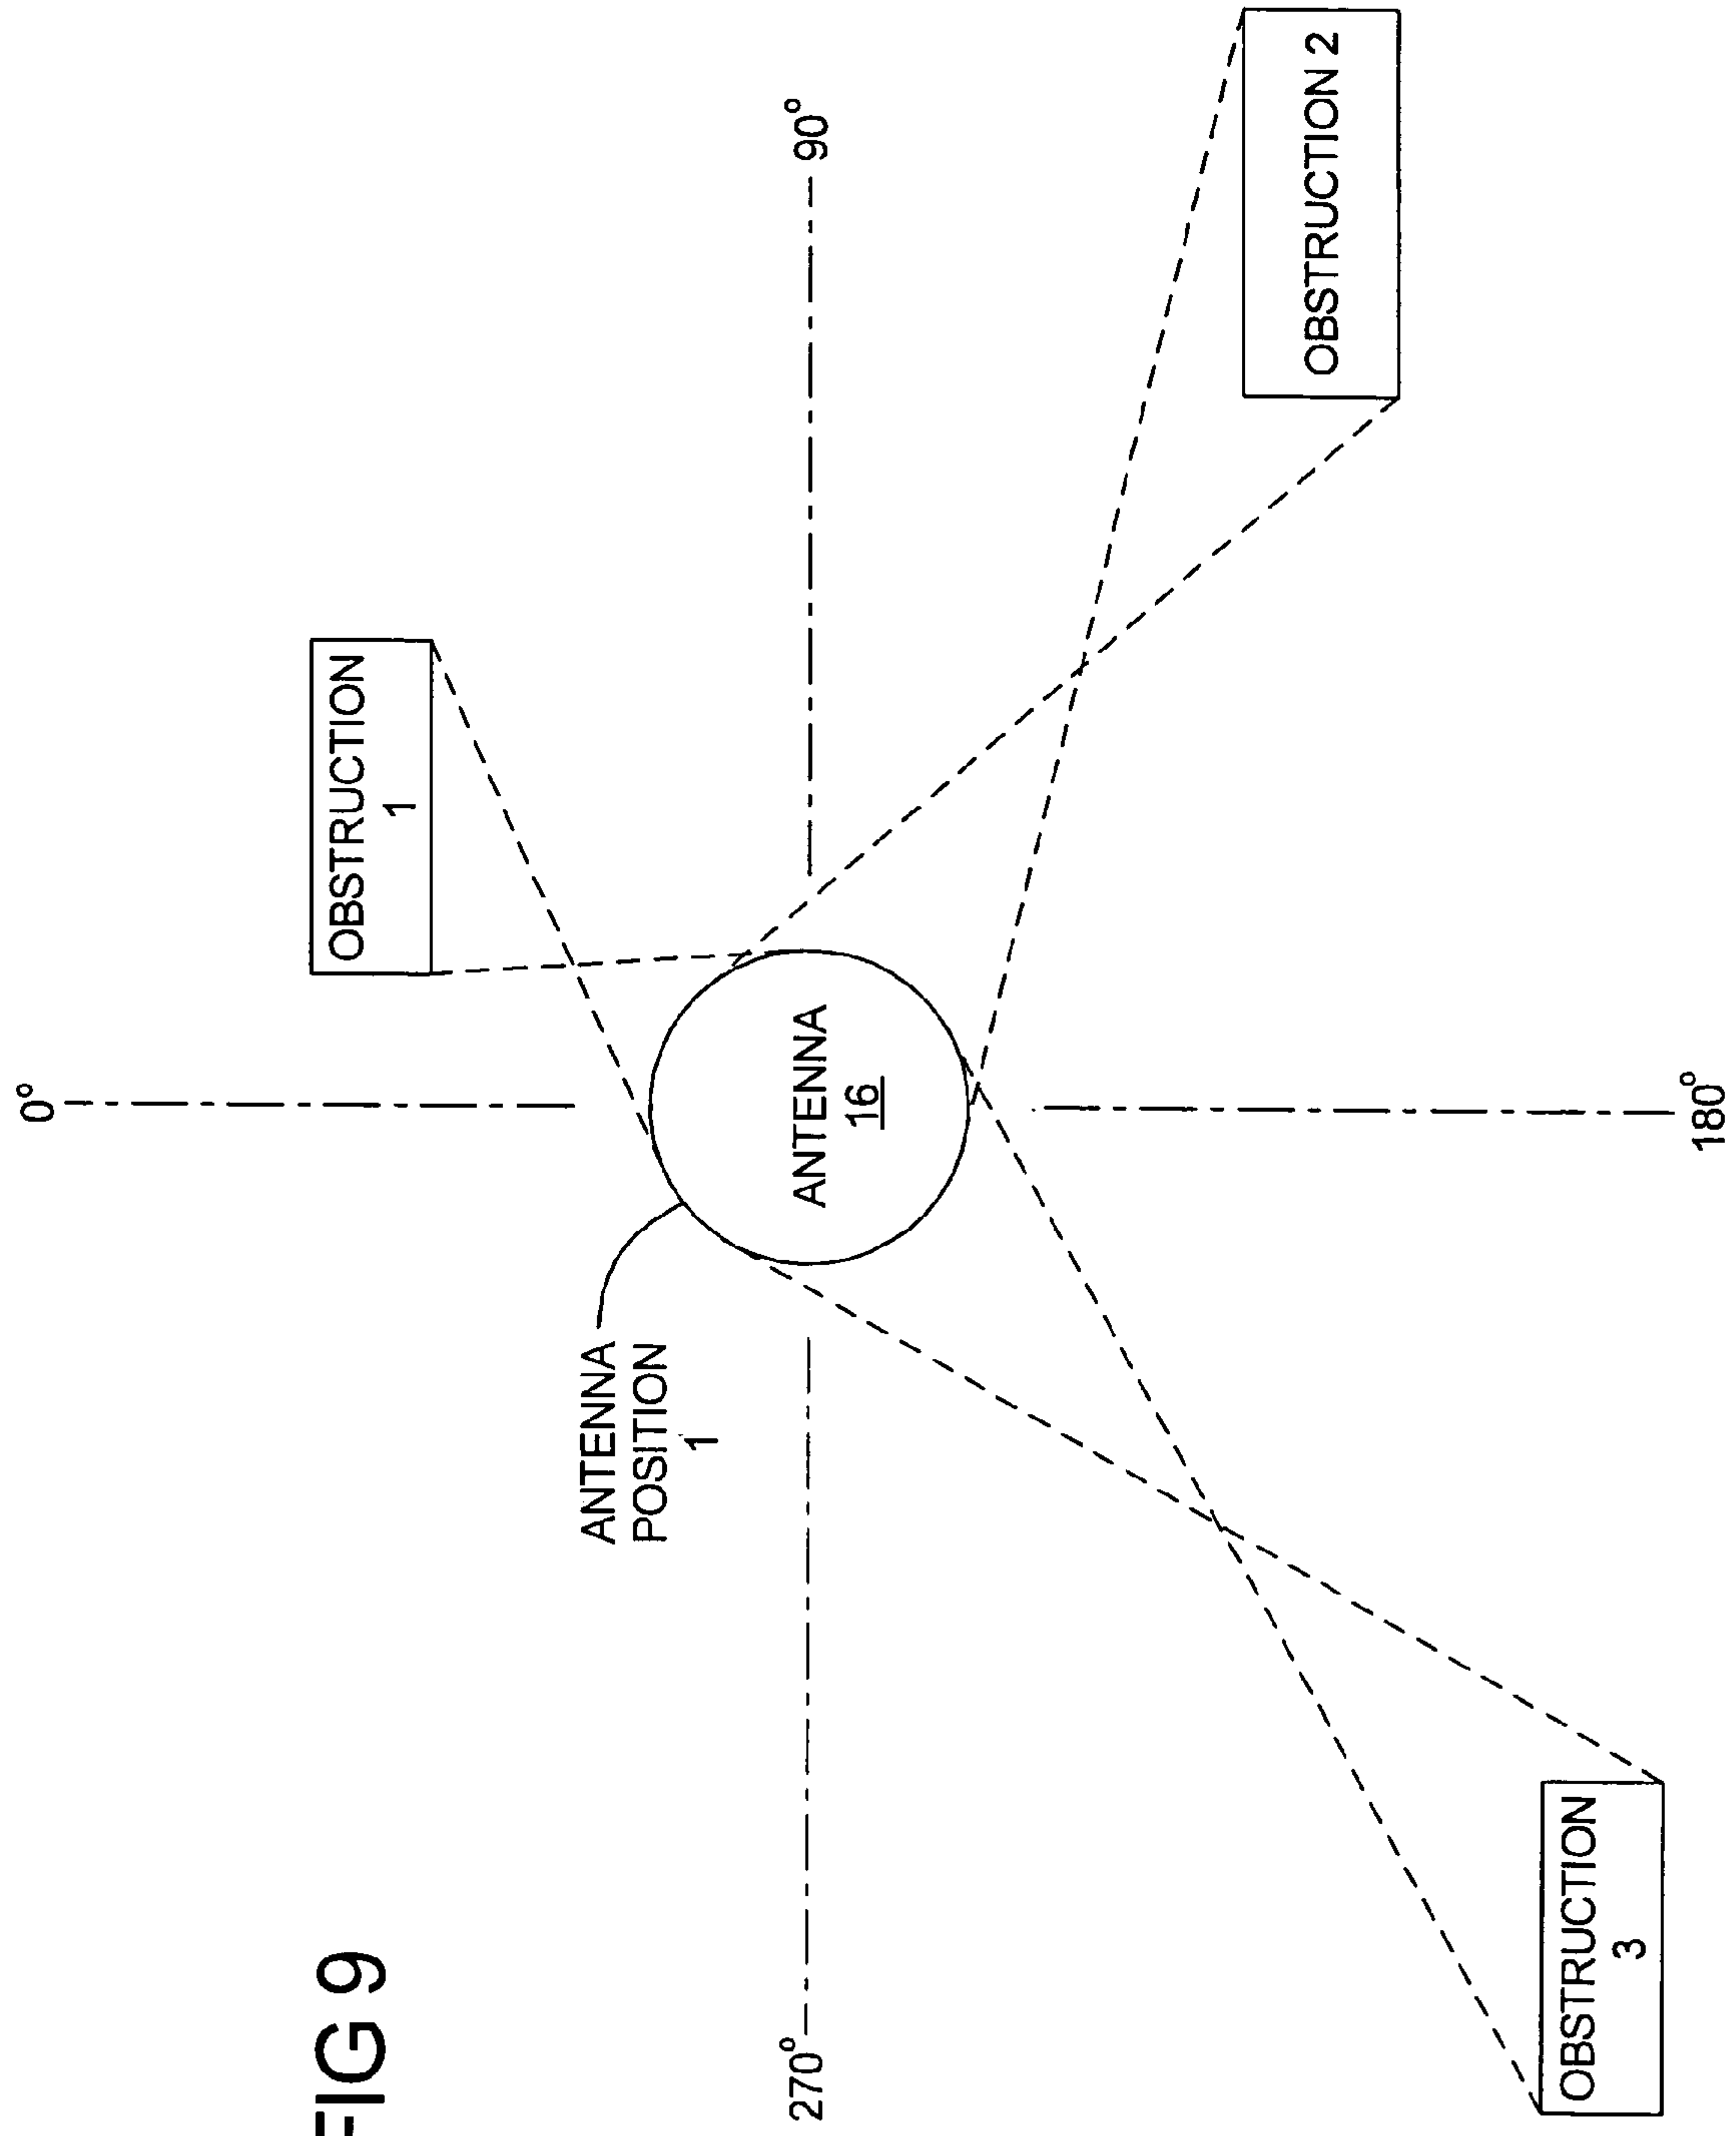 FIG 9
0°
OBSTRUCTION
1
ANTENNA
POSITION
1
270°
ANTENNA
16
90°
OBSTRUCTION 2
OBSTRUCTION
3
180°